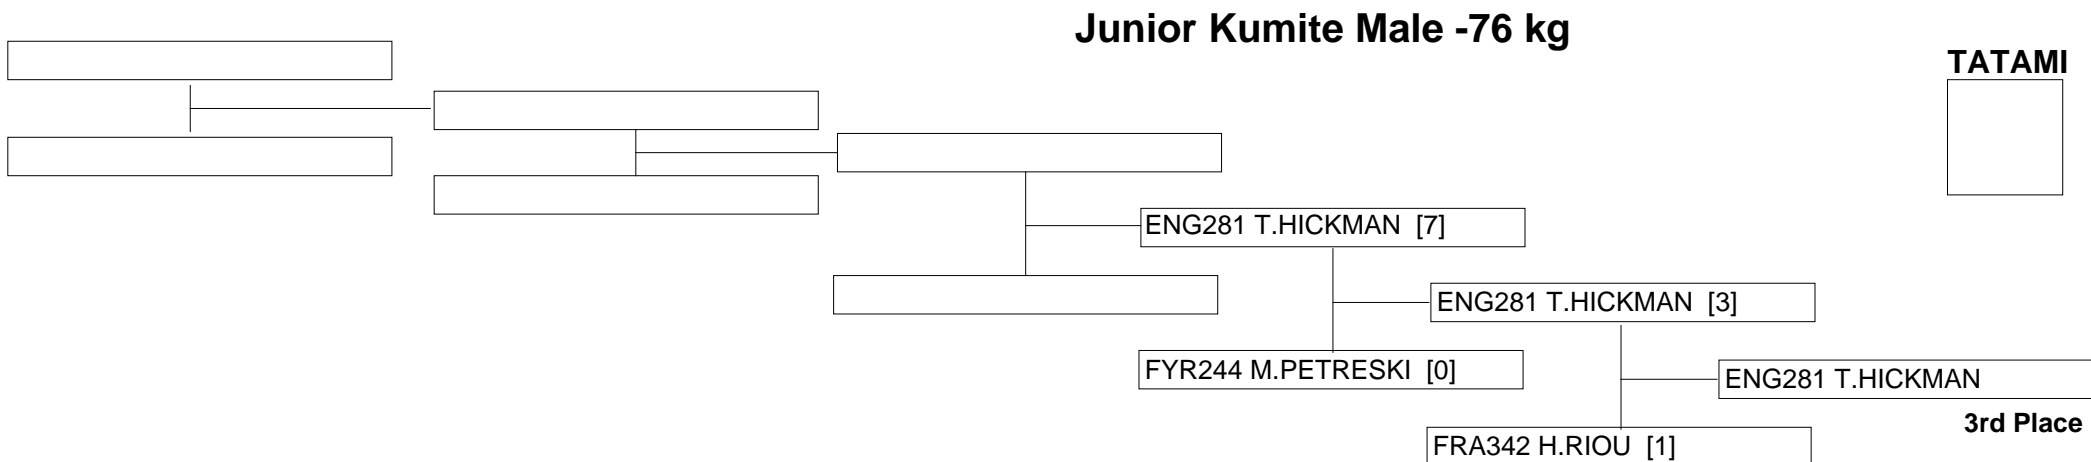 Junior Kumite Male -76 kg
TATAMI
ENG281 T.HICKMAN [7]
ENG281 T.HICKMAN [3]
FYR244 M.PETRESKI [0]
ENG281 T.HICKMAN
3rd Place
FRA342 H.RIOU [1]